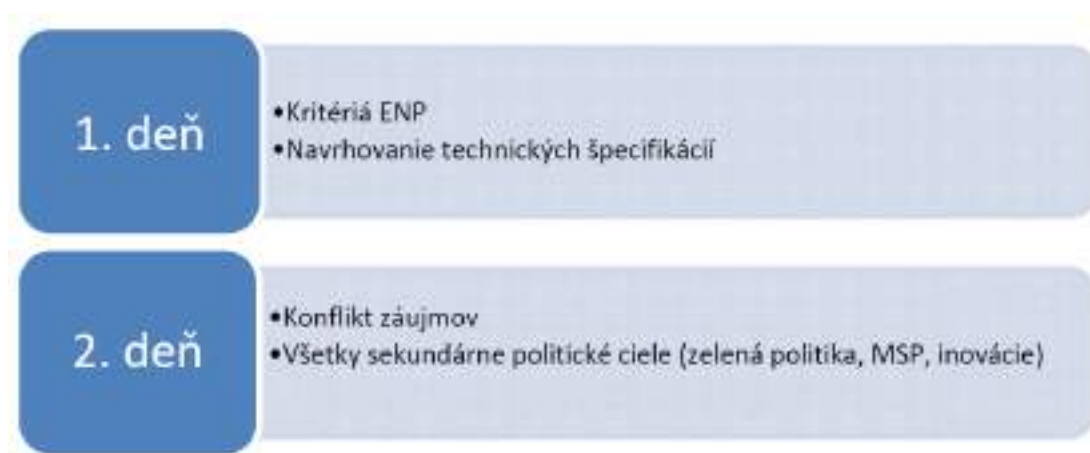 1. deň
•Kritériá ENP
•Navrhovanie technických špecifikácií
2. deň
•Konflikt záujmov
•Všetky sekundárne politické ciele (zelená politika, MSP, inovácie)